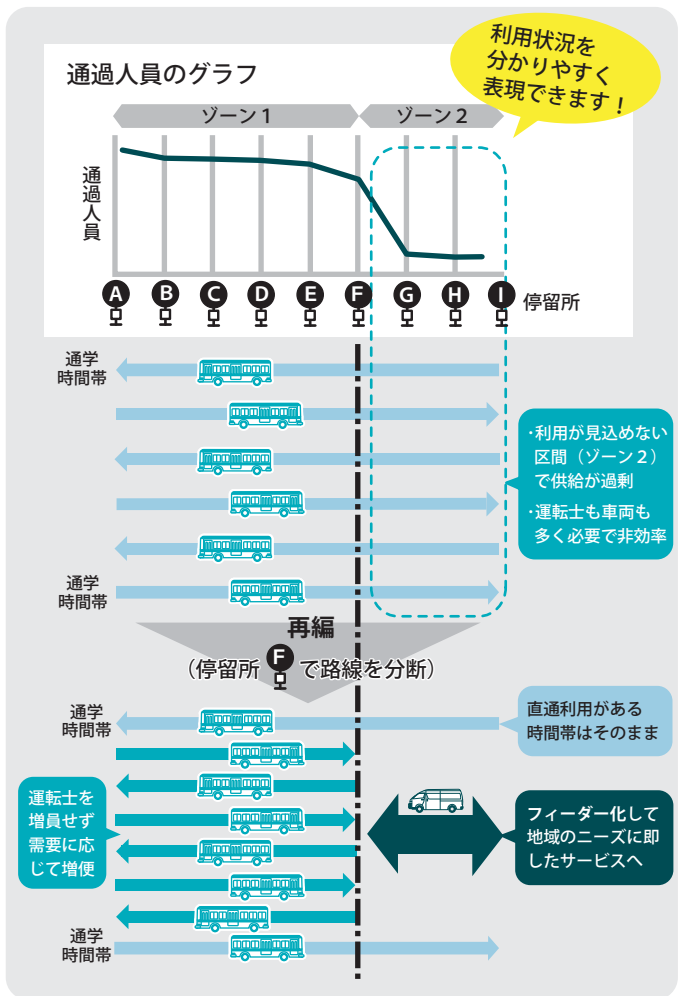 利用状況を
分かりやすく
表現できます！
通過人員のグラフ
ゾーン1
ゾーン2
通過人員
A
B
C
D
E
F
G
H
I
停留所
通学
時間帯
・利用が見込めない
区間（ゾーン２）
で供給が過剰
・運転士も車両も
多く必要で非効率
通学
時間帯
再編
（停留所 F で路線を分断）
通学
時間帯
直通利用がある
時間帯はそのまま
運転士を
増員せず
需要に応
じて増便
フィーダー化して
地域のニーズに即
したサービスへ
通学
時間帯